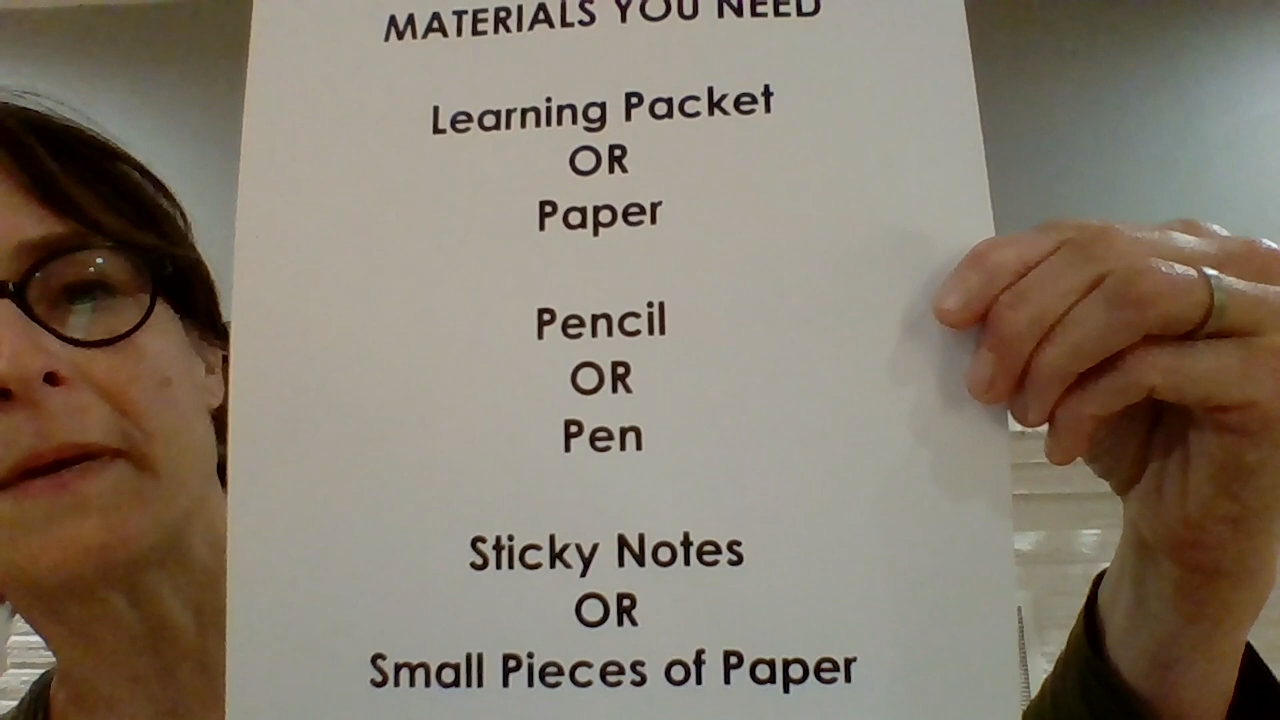 MATERIALS YOU NEED
Learning Packet
OR
Paper
Pencil
OR
Pen
Sticky Notes
OR
Small Pieces of Paper